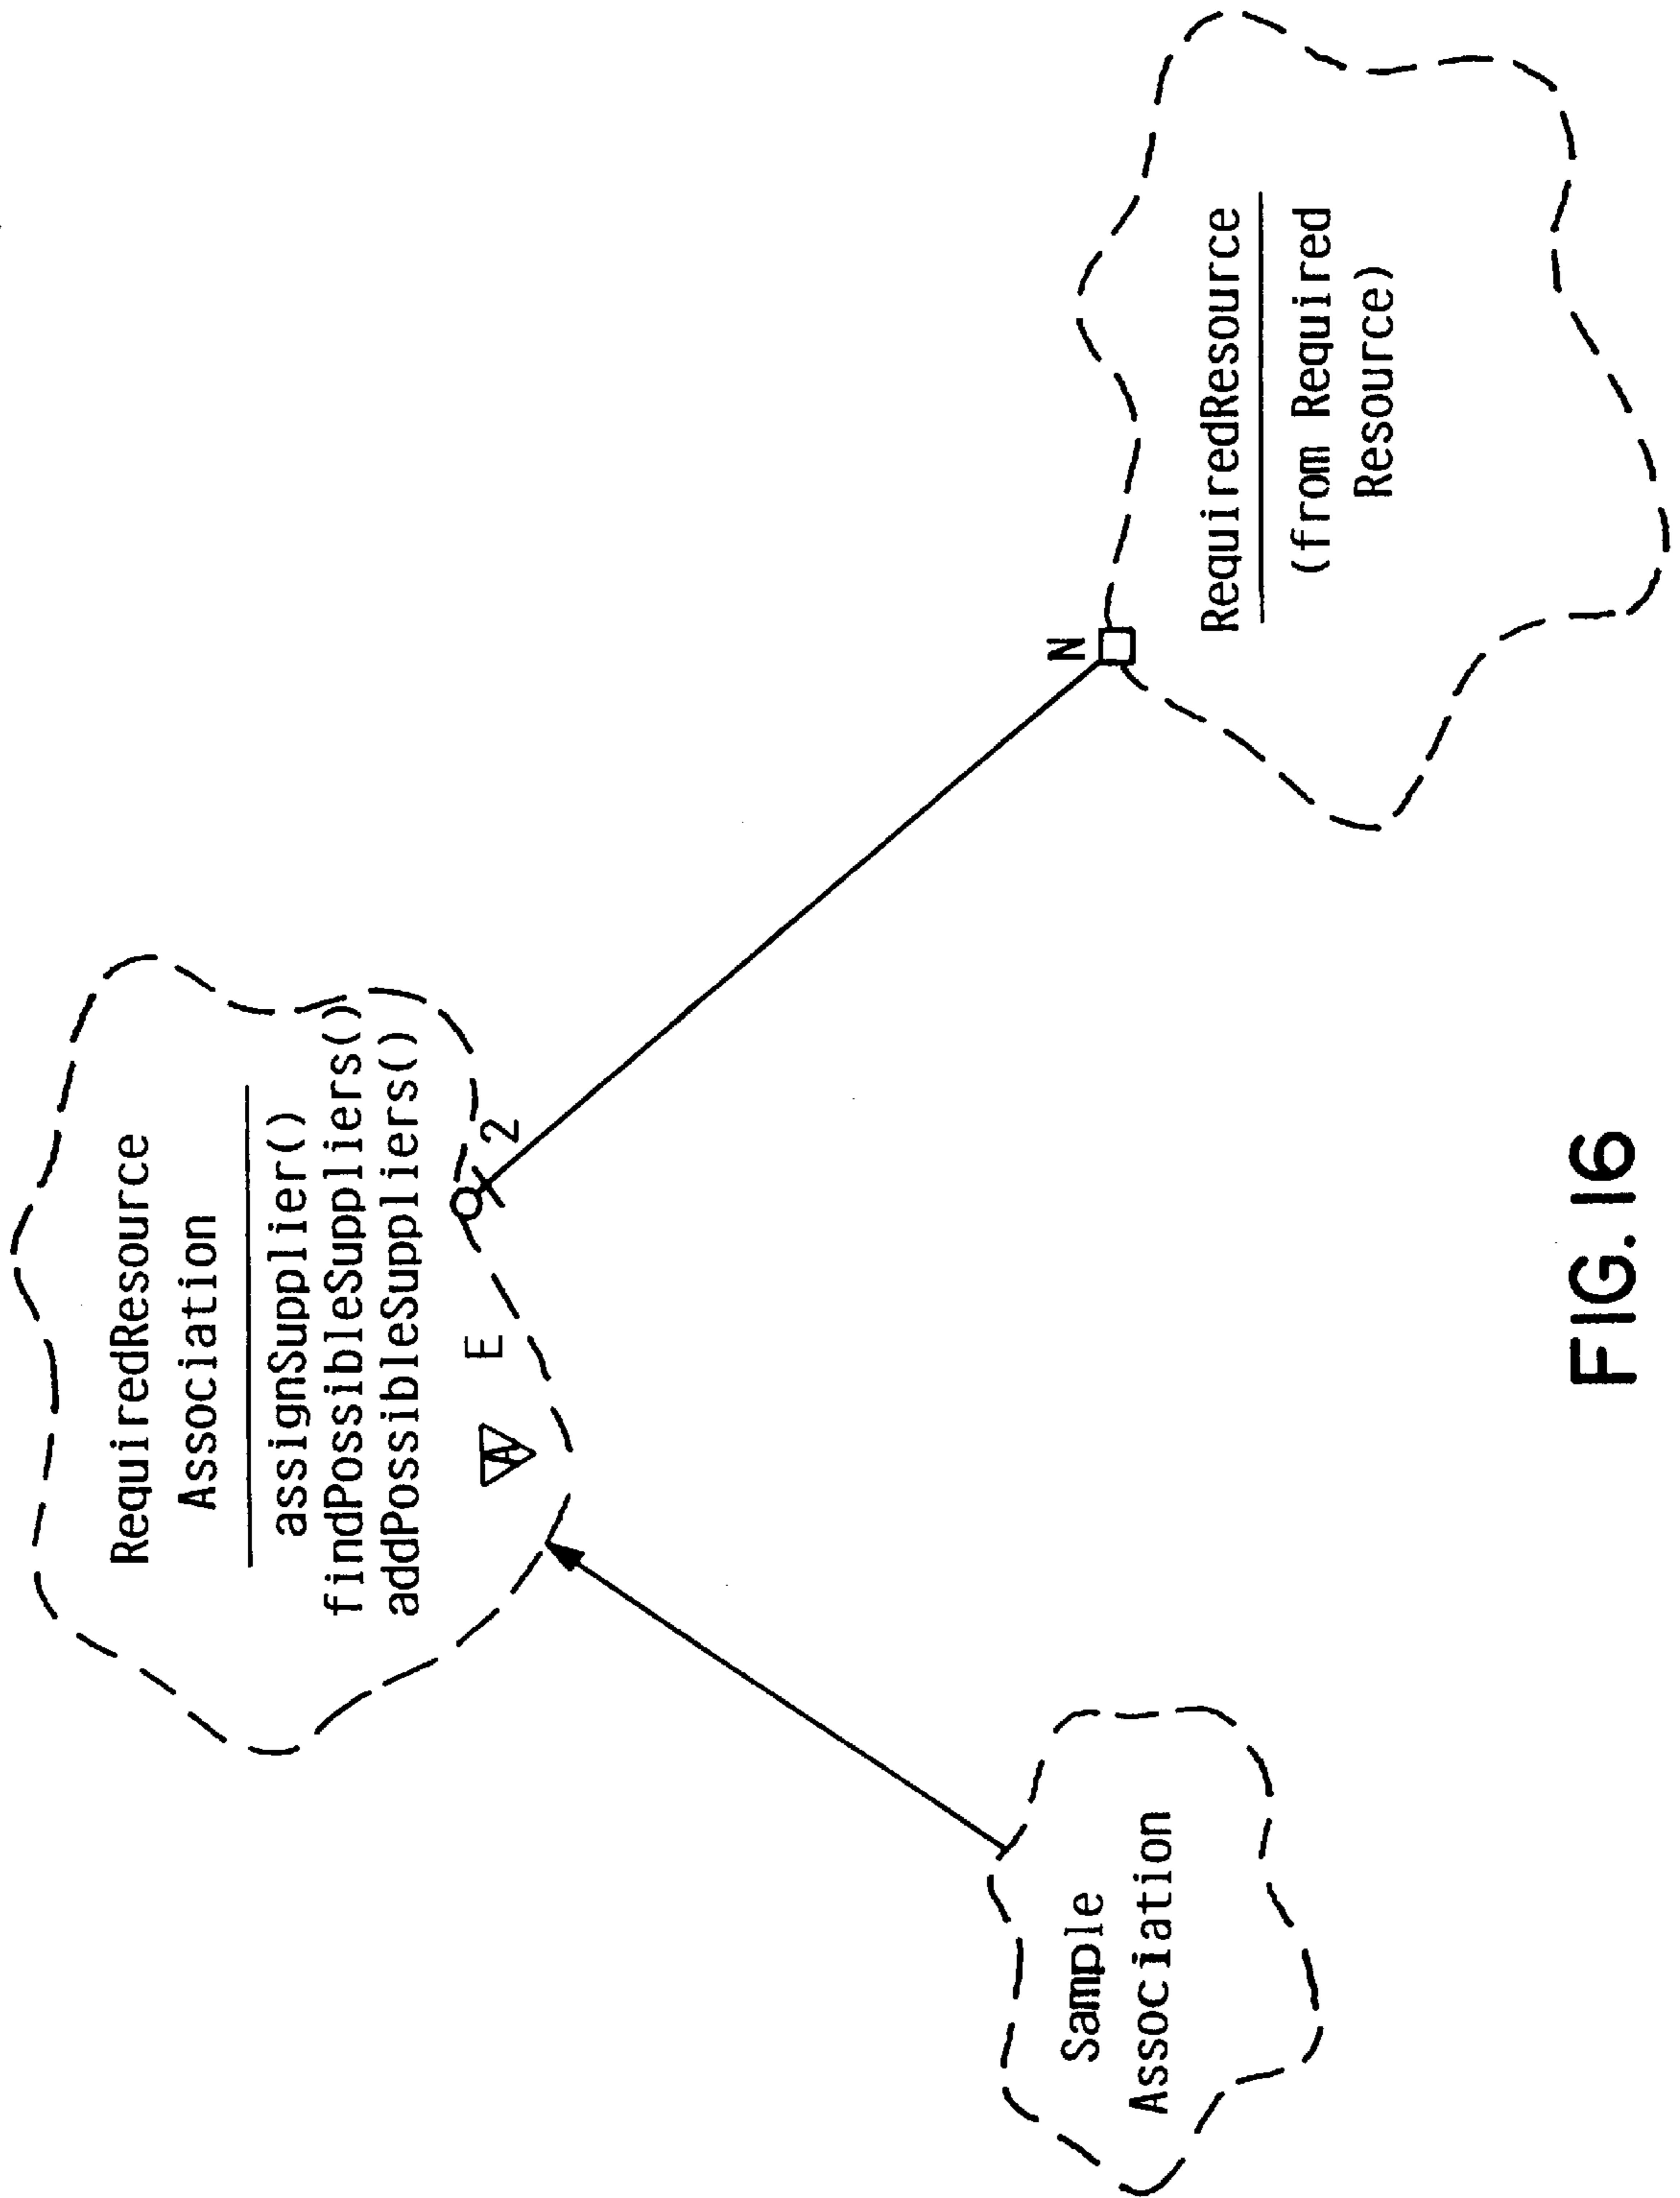 RequiredResource
Association
assignSupplier()
findPossibleSuppliers()
addPossibleSuppliers()
A
E
2
N
Sample
Association
RequiredResource
(from Required
Resource)
FIG. 16